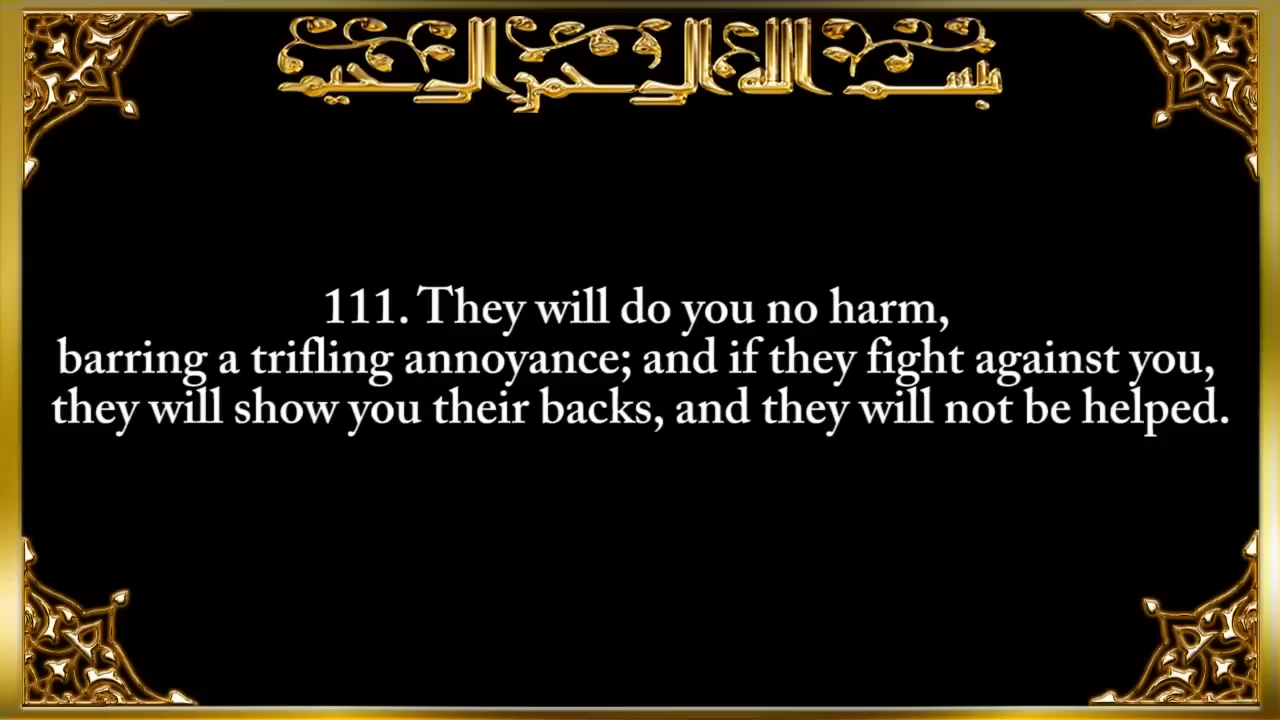 بسم الله الرحمن الرحيم
111. They will do you no harm,
barring a trifling annoyance; and if they fight against you,
they will show you their backs, and they will not be helped.